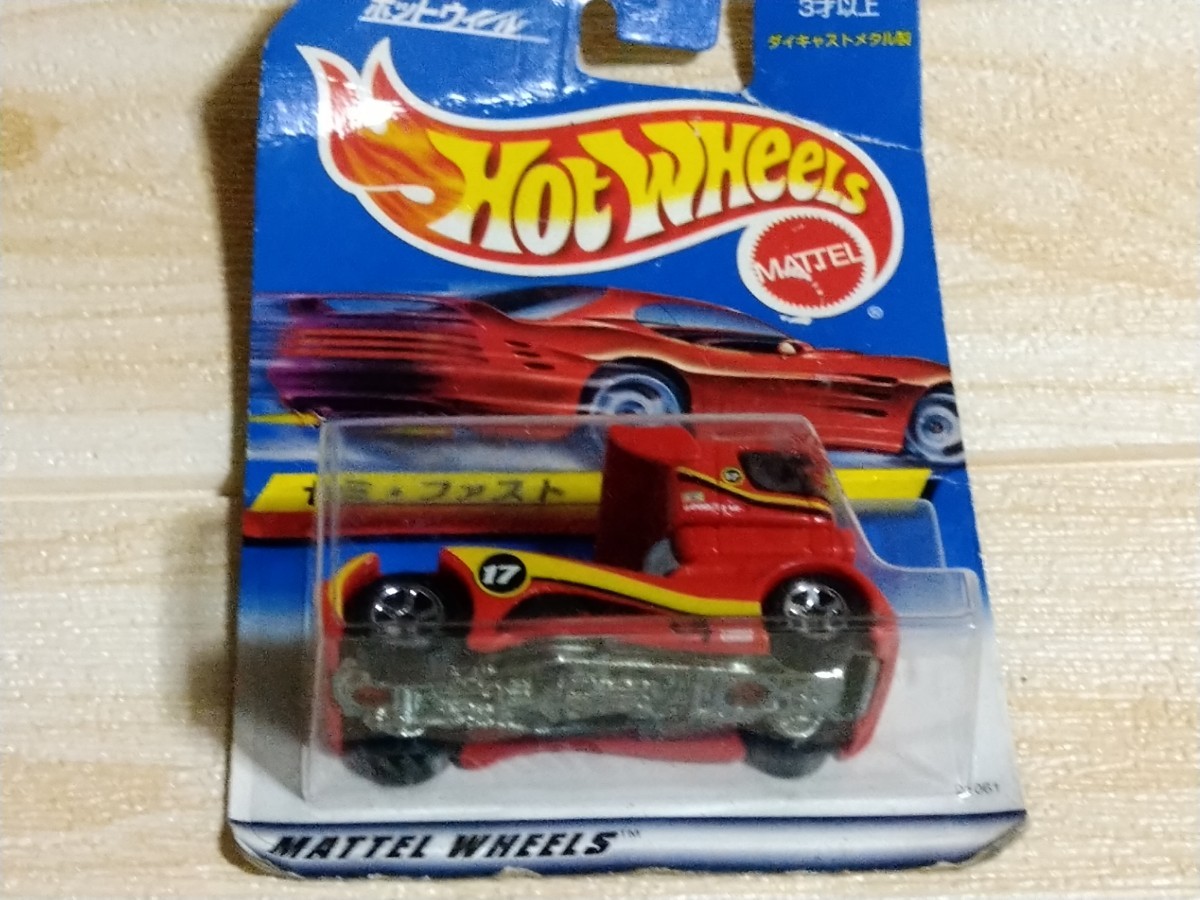 ホットウィール
3才以上
ダイキャストメタル製
HOT WHEELS
MATTEL
®
セミ・ファスト
17
MATTEL WHEELS™